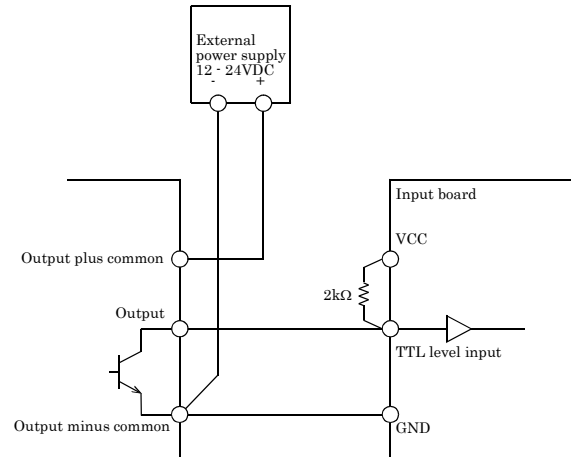 External
power supply
12 - 24VDC
- +
Input board
Output plus common
VCC
2kΩ
Output
TTL level input
Output minus common
GND